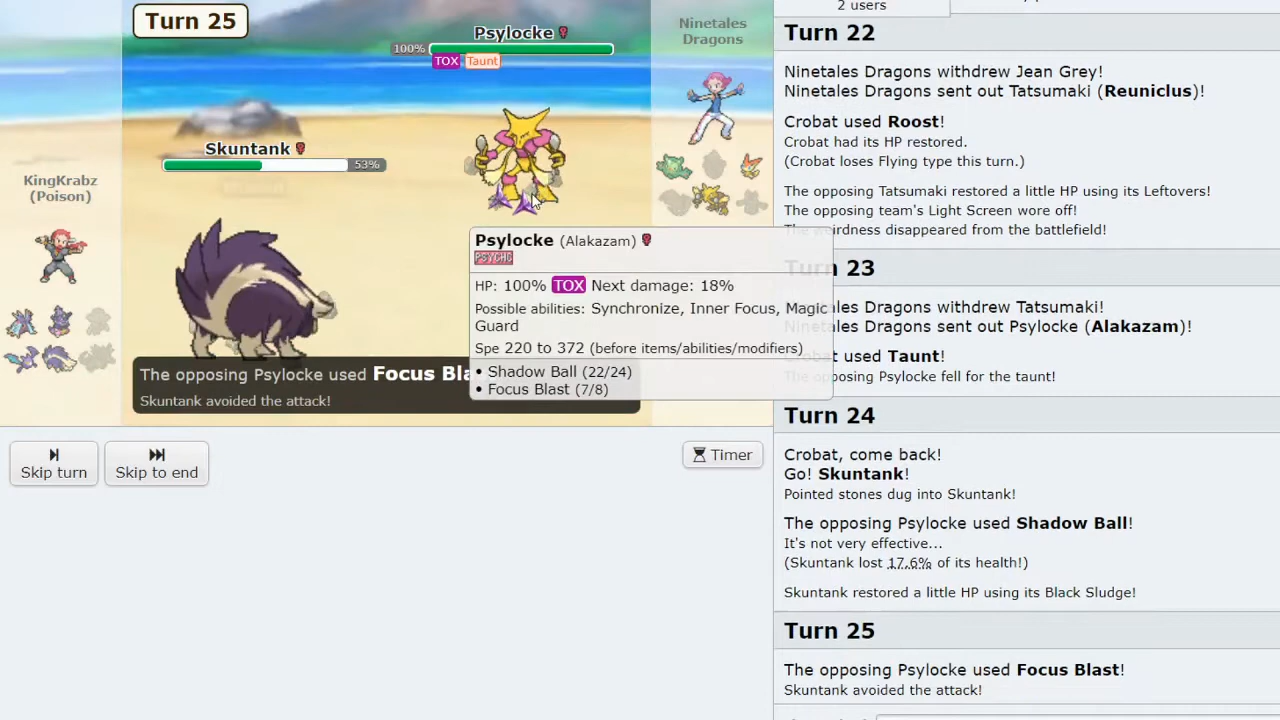 Turn 25
Psylocke
100%
TOX Taunt
Ninetales
Dragons
Skuntank
53%
KingKrabz
(Poison)
Psylocke (Alakazam)
PSYCHC
HP: 100% TOX Next damage: 18%
Possible abilities: Synchronize, Inner Focus, Magic
Guard
Spe 220 to 372 (before items/abilities/modifiers)
• Shadow Ball (22/24)
• Focus Blast (7/8)
The opposing Psylocke used Focus Bla
Skuntank avoided the attack!
Skip turn
Skip to end
Timer
2 users
Turn 22
Ninetales Dragons withdrew Jean Grey!
Ninetales Dragons sent out Tatsumaki (Reuniclus)!
Crobat used Roost!
Crobat had its HP restored.
(Crobat loses Flying type this turn.)
The opposing Tatsumaki restored a little HP using its Leftovers!
The opposing team's Light Screen wore off!
The weirdness disappeared from the battlefield!
Turn 23
Ninetales Dragons withdrew Tatsumaki!
Ninetales Dragons sent out Psylocke (Alakazam)!
Crobat used Taunt!
The opposing Psylocke fell for the taunt!
Turn 24
Crobat, come back!
Go! Skuntank!
Pointed stones dug into Skuntank!
The opposing Psylocke used Shadow Ball!
It's not very effective...
(Skuntank lost 17.6% of its health!)
Skuntank restored a little HP using its Black Sludge!
Turn 25
The opposing Psylocke used Focus Blast!
Skuntank avoided the attack!